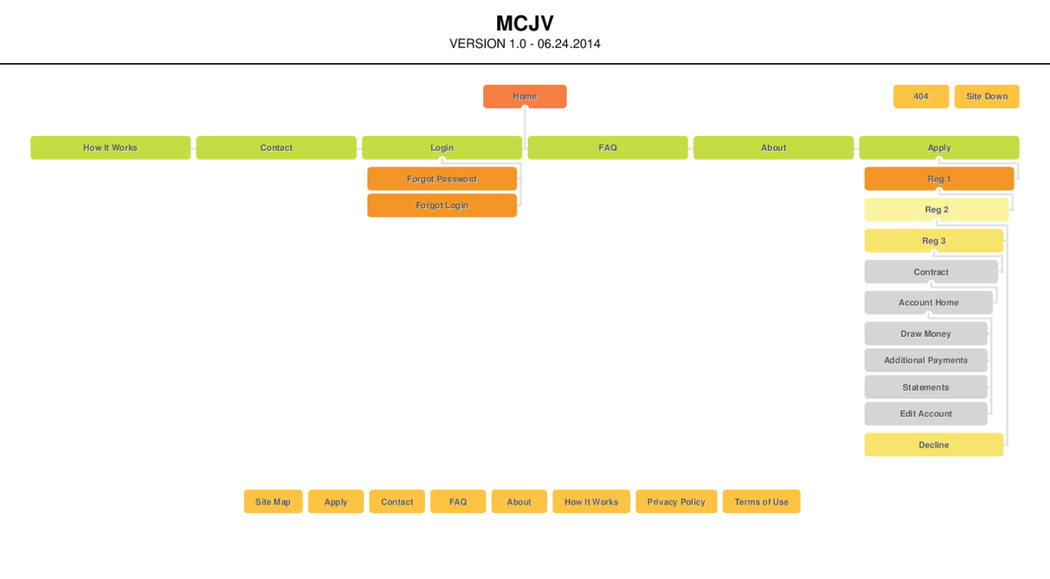 MCJV
VERSION 1.0 - 06.24.2014
Home
404
Site Down
How It Works
Contact
Login
FAQ
About
Apply
Forgot Password
Forgot Login
Reg 1
Reg 2
Reg 3
Contract
Account Home
Draw Money
Additional Payments
Statements
Edit Account
Decline
Site Map
Apply
Contact
FAQ
About
How It Works
Privacy Policy
Terms of Use